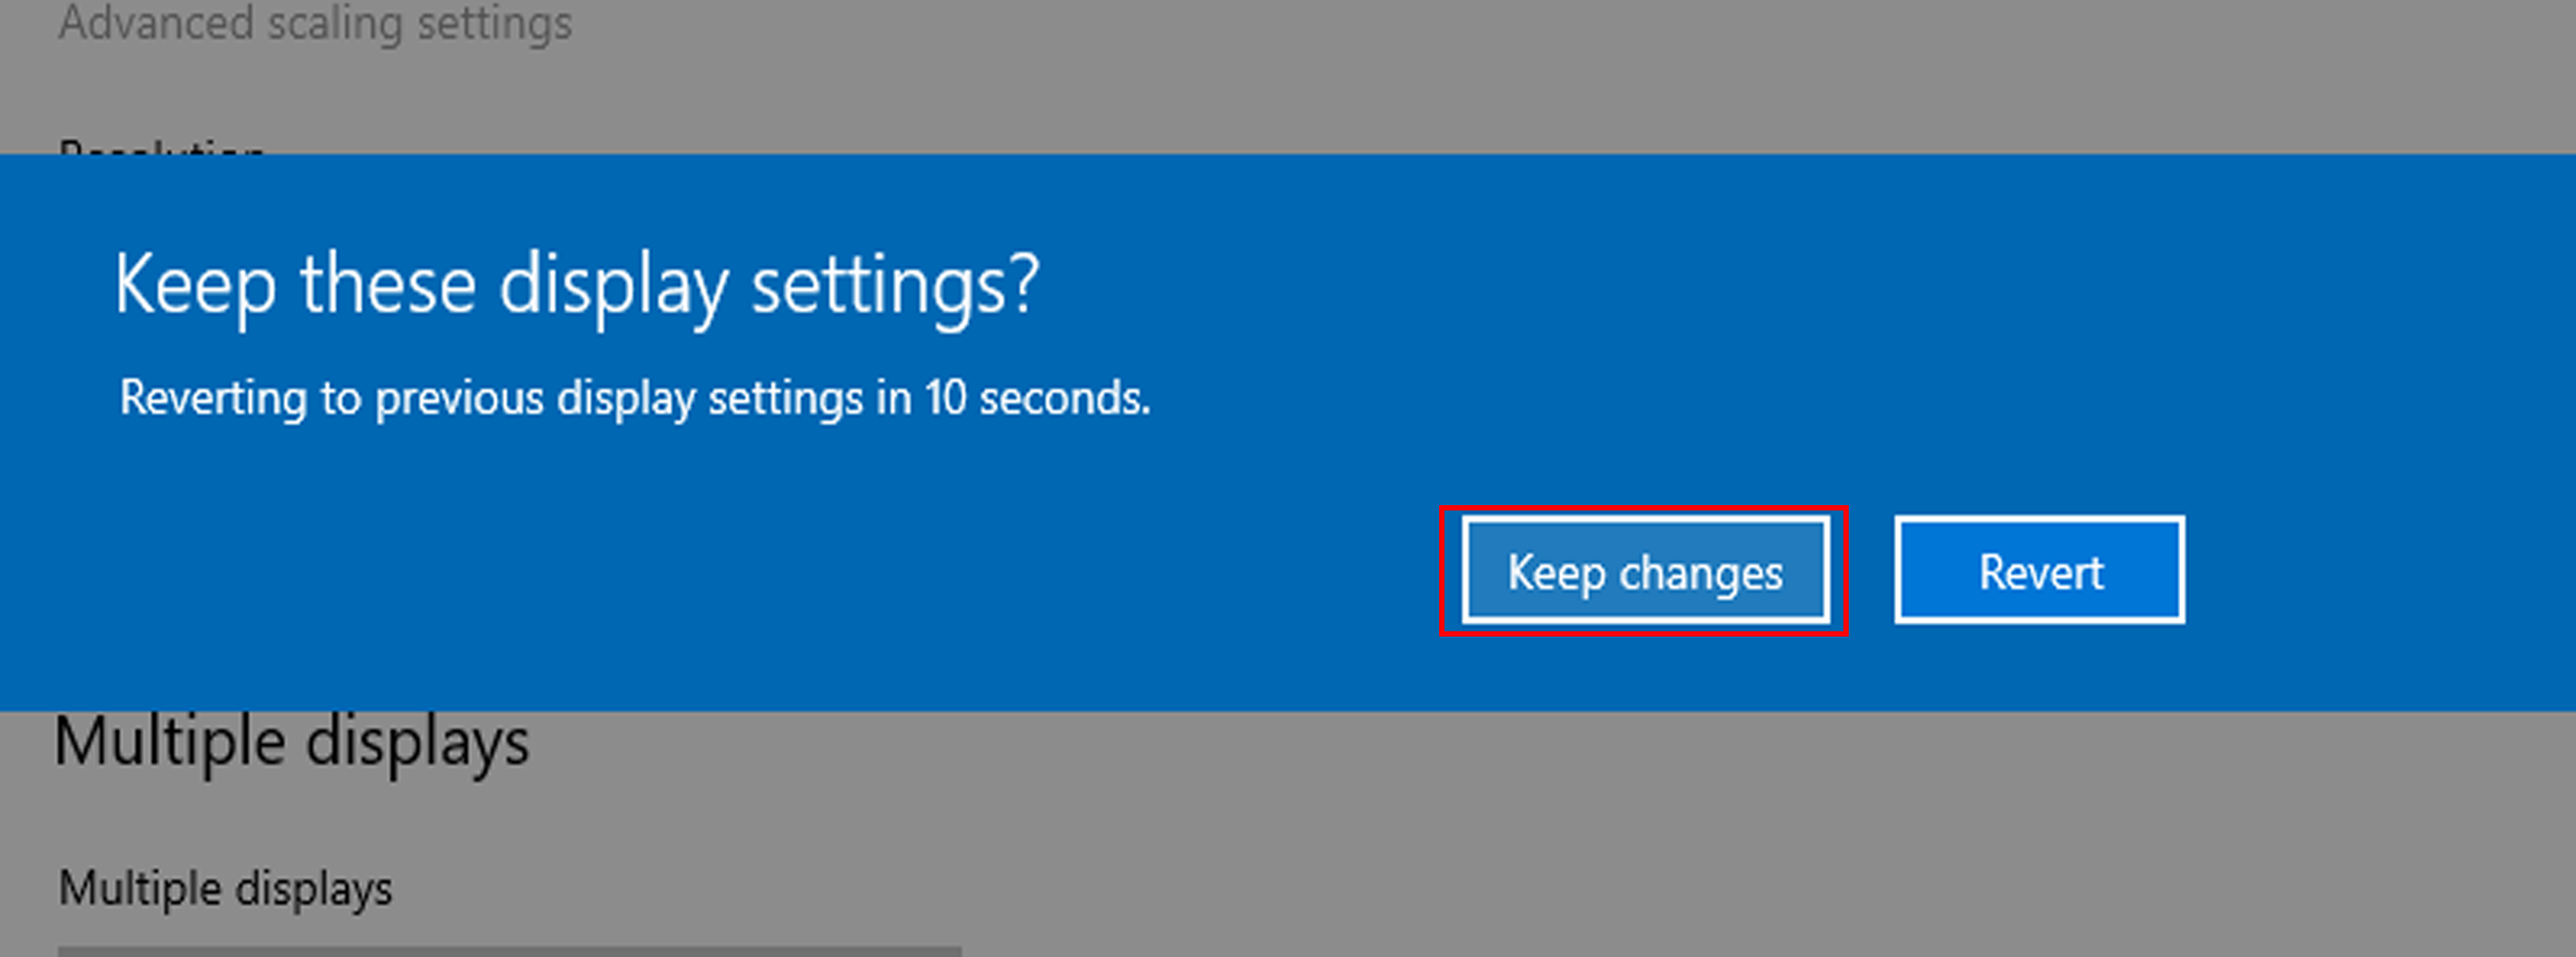 Advanced scaling settings
Resolution
Keep these display settings?
Reverting to previous display settings in 10 seconds.
Keep changes
Revert
Multiple displays
Multiple displays